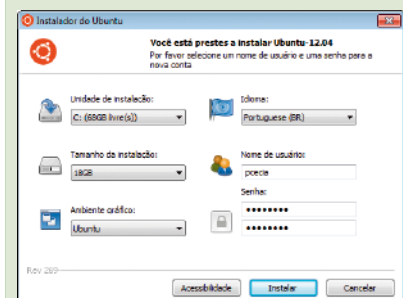 Instalador do Ubuntu
Você está prestes a instalar Ubuntu-12.04
Por favor selecione um nome de usuário e uma senha para a
nova conta
Unidade de instalação:
C: (68GB livre(s))
Idioma:
Portuguese (BR)
Tamanho da instalação:
18GB
Nome de usuário:
pcecia
Senha:
••••••••
Ambiente gráfico:
Ubuntu
••••••••
Rev 269
Acessibilidade
Instalar
Cancelar